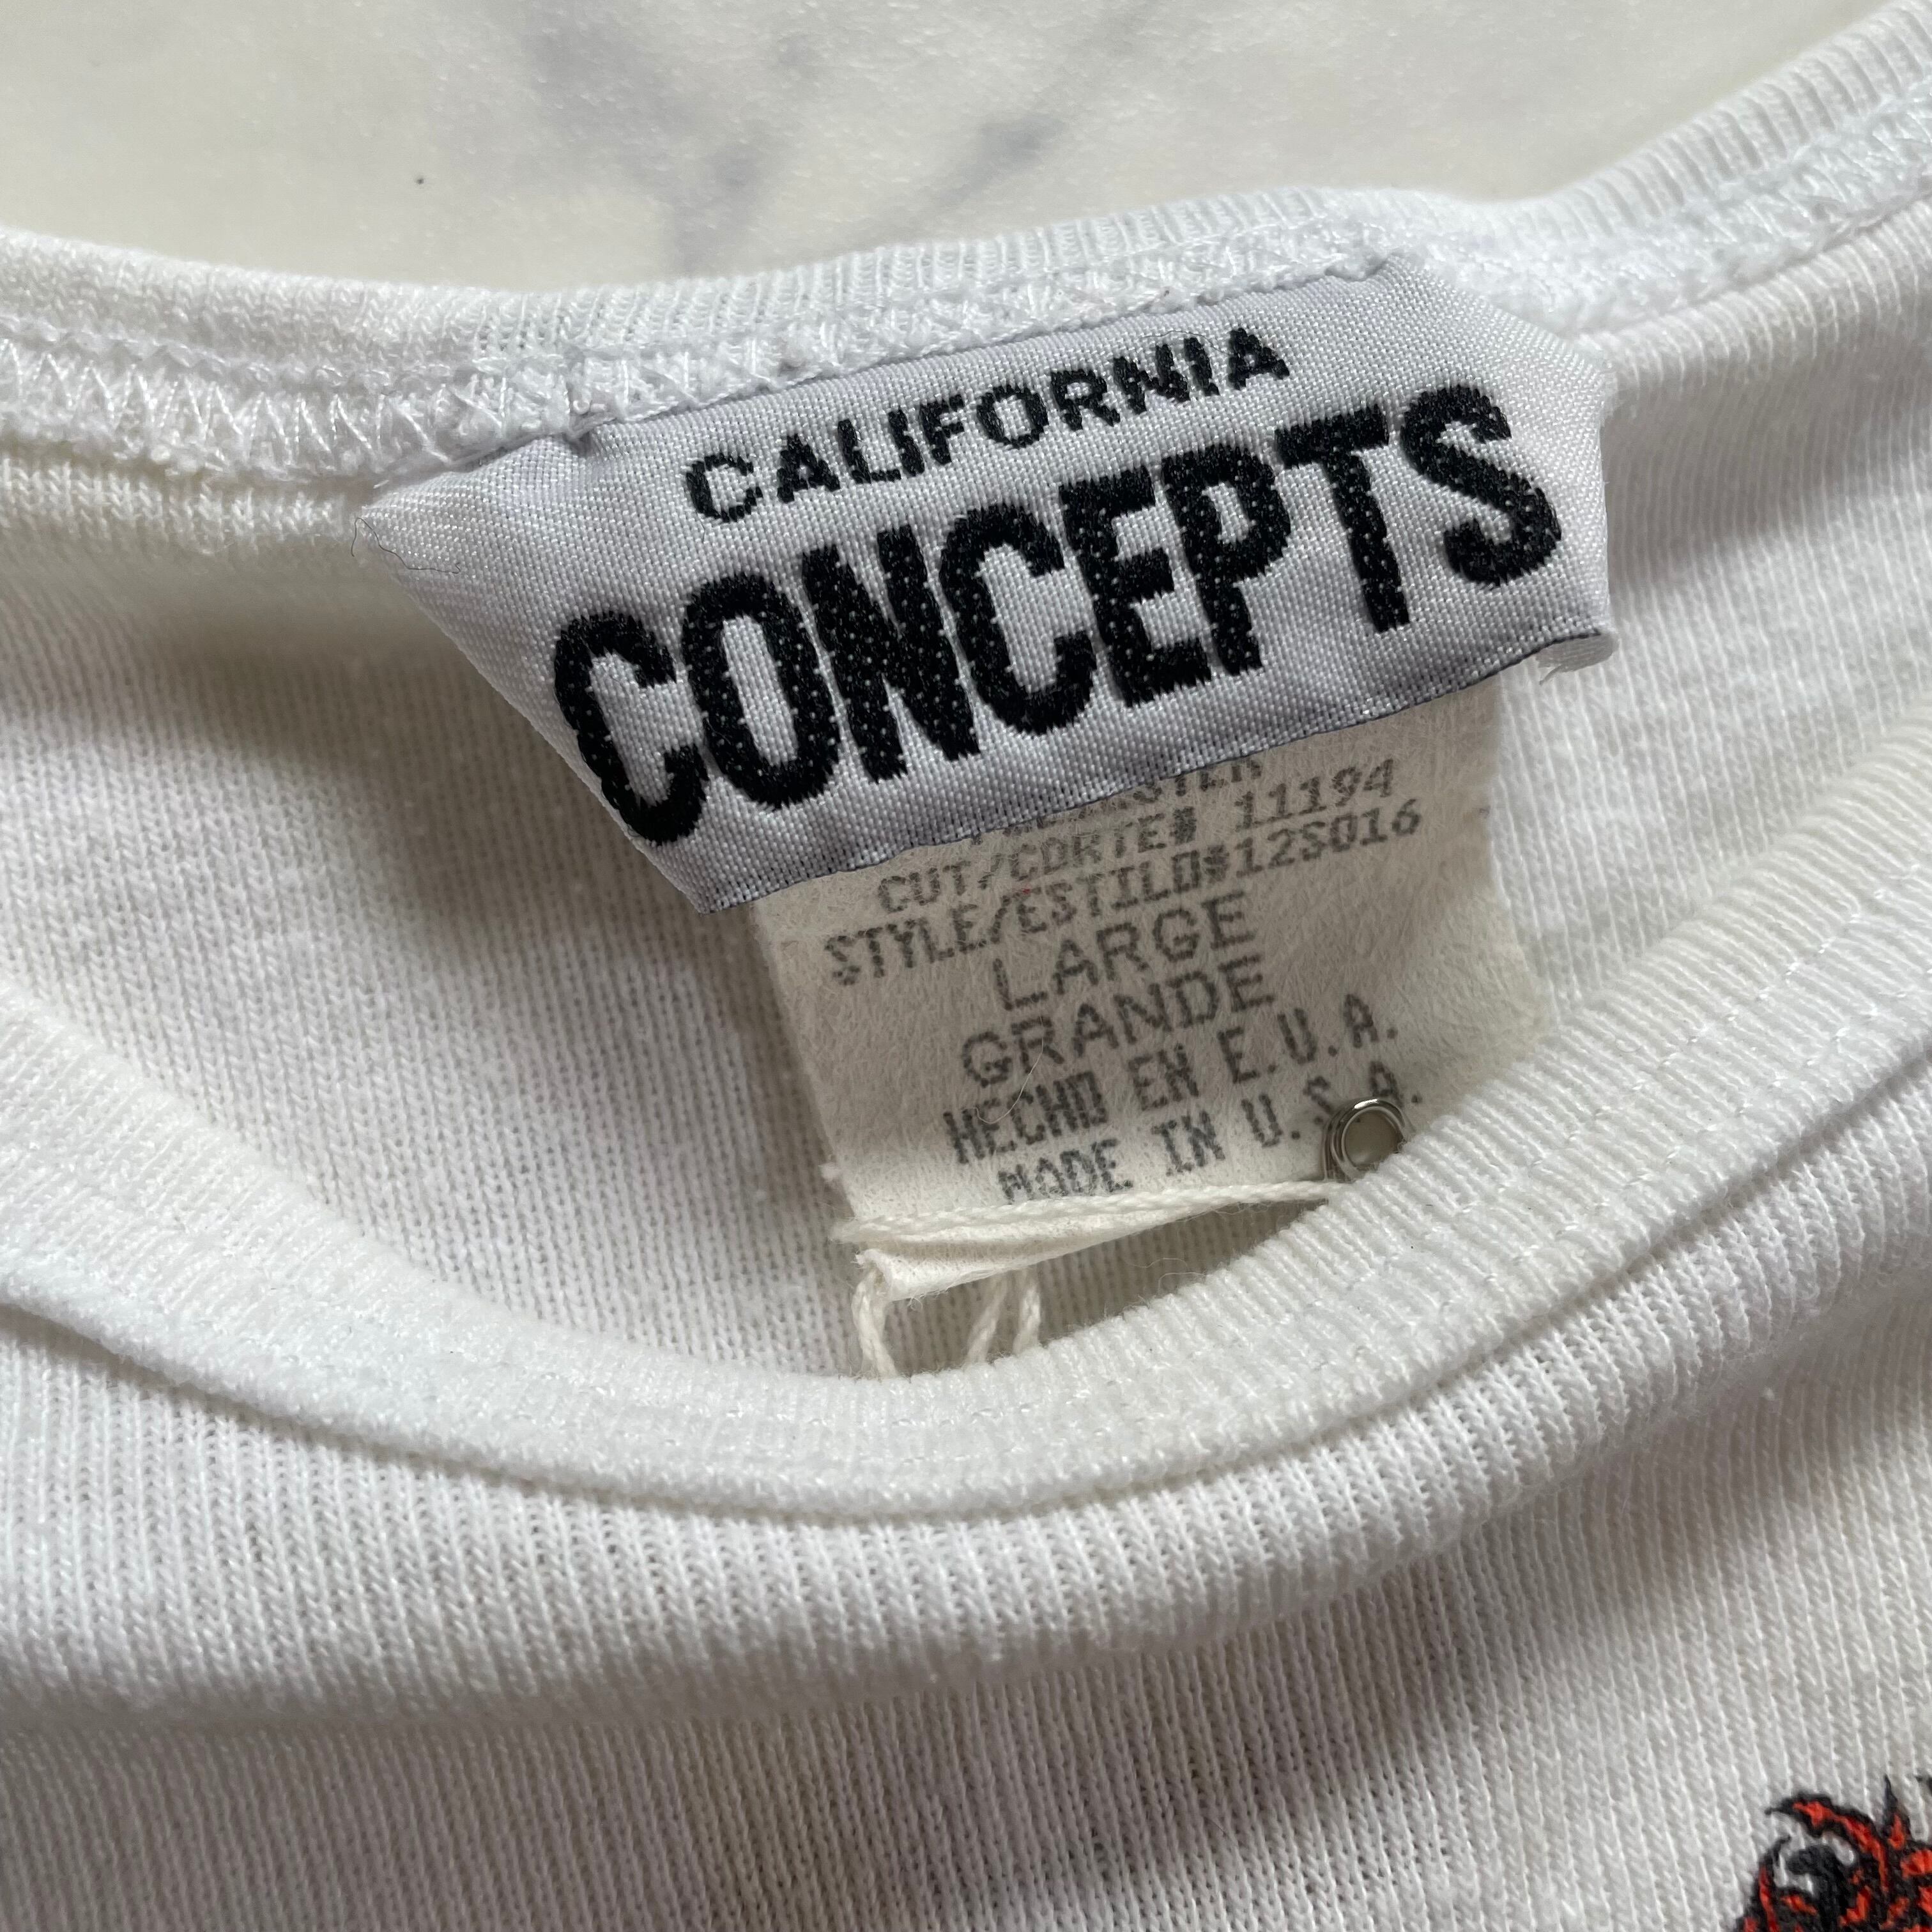 CALIFORNIA
CONCEPTS
CUT/CORTE# 11194
STYLE/ESTILO#12S016
LARGE
GRANDE
HECHO EN E.U.A.
MADE IN U.S.A.